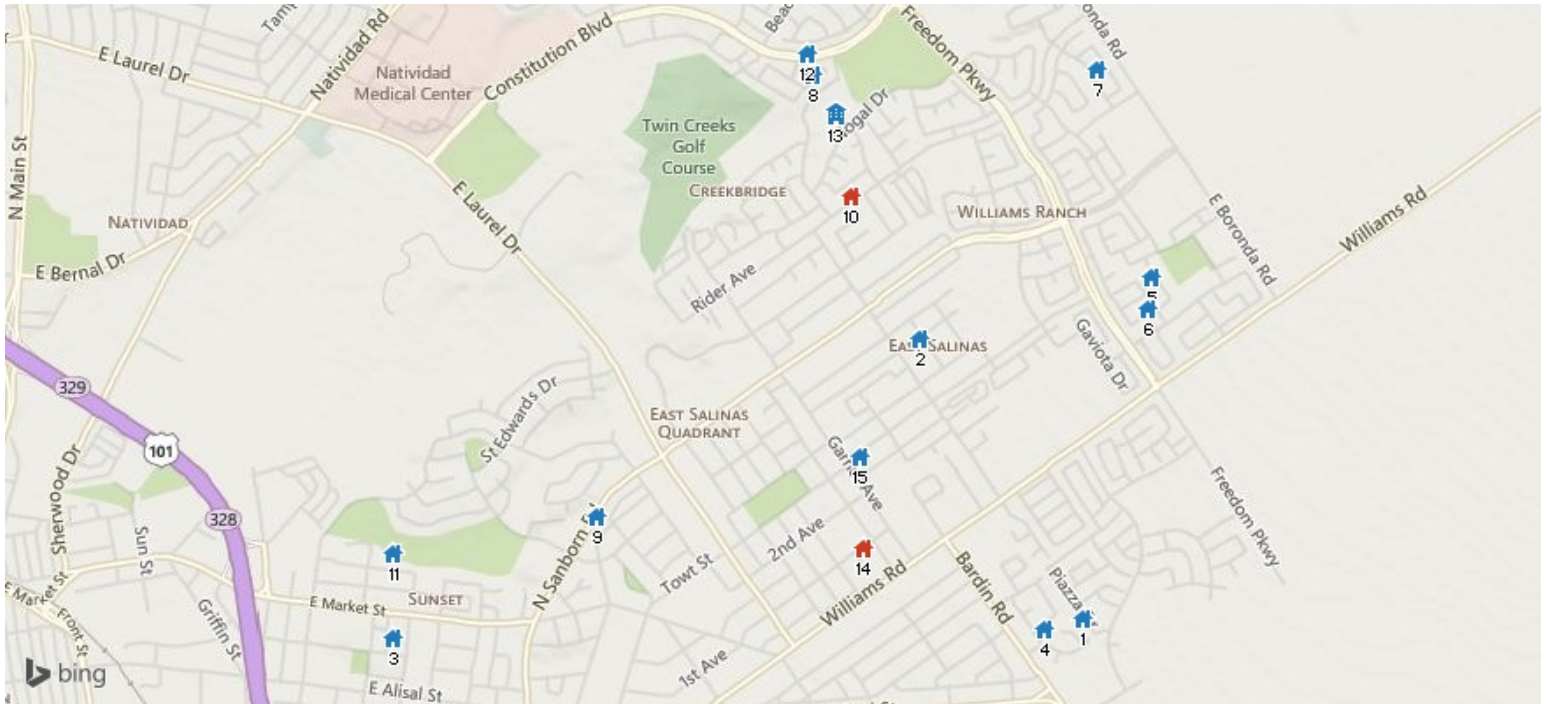 E Laurel Dr
Natividad Rd
Natividad
Medical Center
Constitution Blvd
Freedom Pkwy
12
8
13
7
N Main St
Twin Creeks
Golf
Course
CREEKBRIDGE
10
WILLIAMS RANCH
E Boronda Rd
Williams Rd
NATIVIDAD
E Laurel Dr
E Bernal Dr
Rider Ave
5
6
2
EAST SALINAS
Gaviota Dr
329
101
328
St Edwards Dr
EAST SALINAS
QUADRANT
15
Sherwood Dr
Sun St
9
11
Towt St
2nd Ave
14
Williams Rd
Bardin Rd
Freedom Pkwy
E Market St
Front St
Griffin St
E Market St
SUNSET
3
1st Ave
4
1
bing
E Alisal St